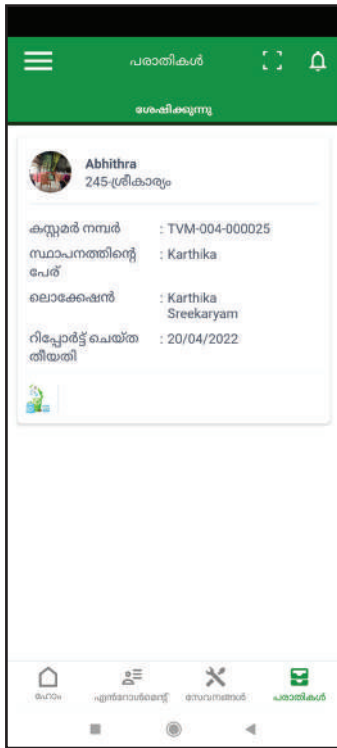 പരാതികൾ
ശേഷിക്കുന്നു
Abhithra
245-ശ്രീകാര്യം
കസ്റ്റമർ നമ്പർ : TVM-004-000025
സ്ഥാപനത്തിന്റെ : Karthika
പേര്
ലൊക്കേഷൻ : Karthika
Sreekaryam
റിപ്പോർട്ട് ചെയ്ത : 20/04/2022
തീയതി
ഹോം എൻറോൾമെന്റ് സേവനങ്ങൾ പരാതികൾ